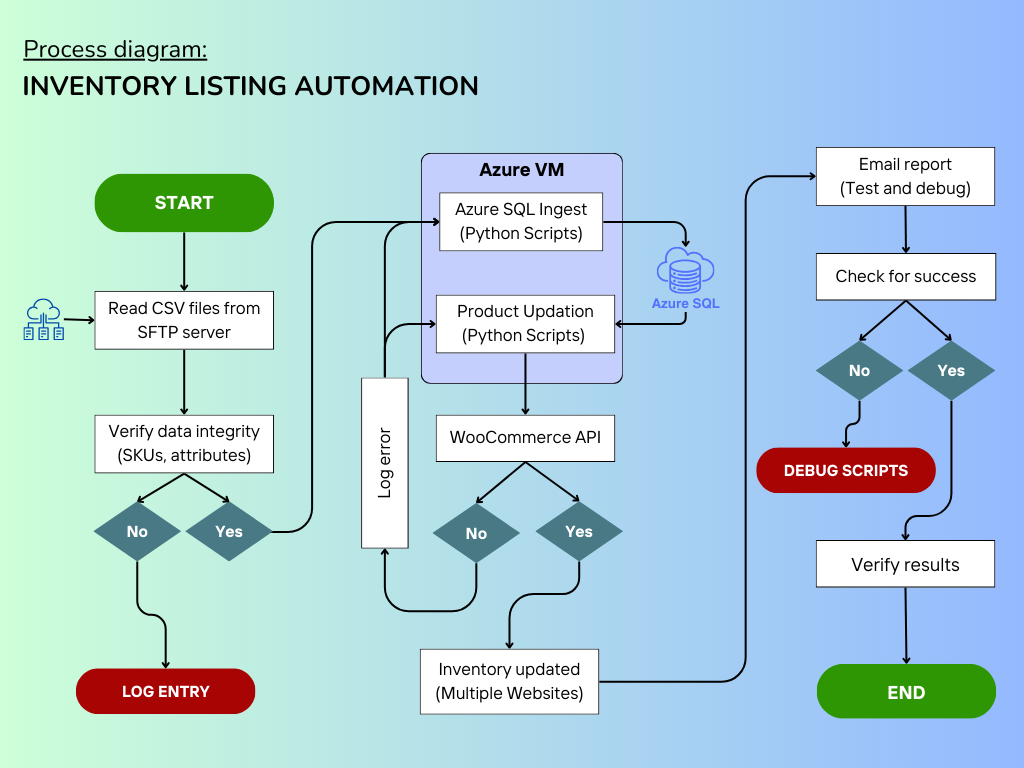 Process diagram:
INVENTORY LISTING AUTOMATION
START
Read CSV files from
SFTP server
Verify data integrity
(SKUs, attributes)
No
Yes
LOG ENTRY
Azure VM
Azure SQL Ingest
(Python Scripts)
Azure SQL
Product Updation
(Python Scripts)
Log error
WooCommerce API
No
Yes
Inventory updated
(Multiple Websites)
Email report
(Test and debug)
Check for success
No
Yes
DEBUG SCRIPTS
Verify results
END